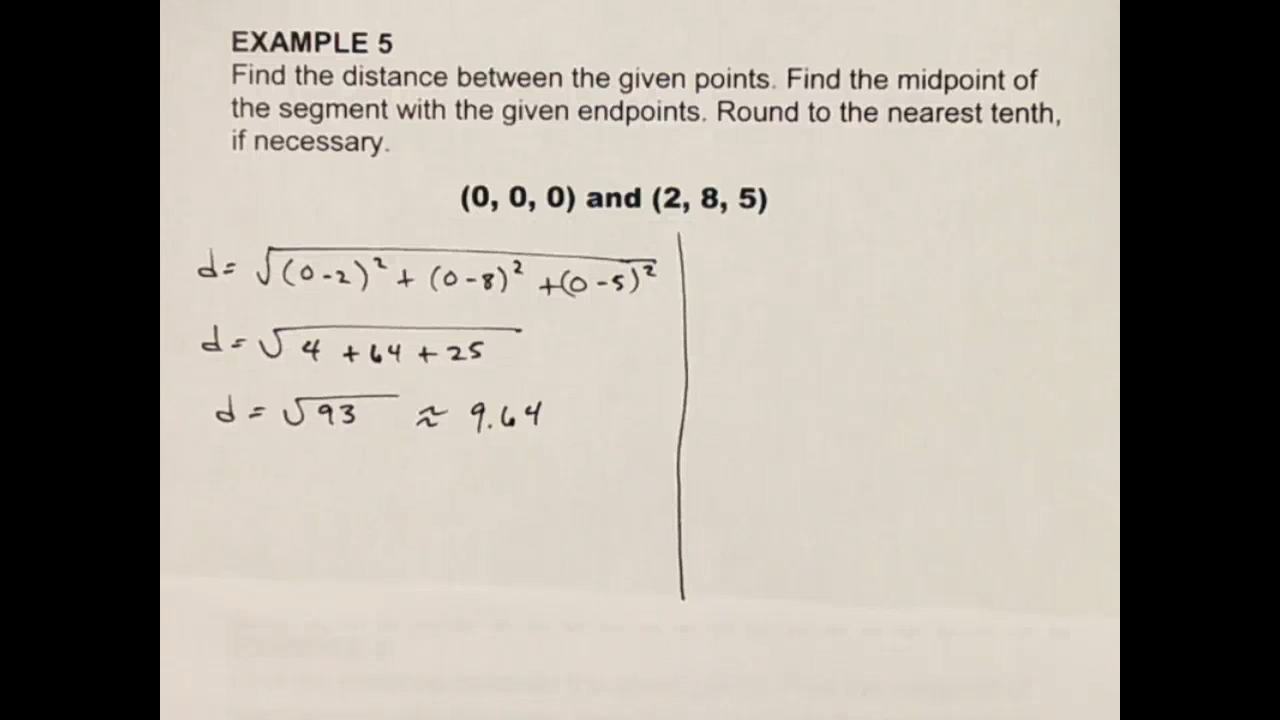 EXAMPLE 5
Find the distance between the given points. Find the midpoint of
the segment with the given endpoints. Round to the nearest tenth,
if necessary.
(0, 0, 0) and (2, 8, 5)
d = √(0-2)² + (0-8)² + (0-5)²
d = √4 + 64 + 25
d = √93 ≈ 9.64